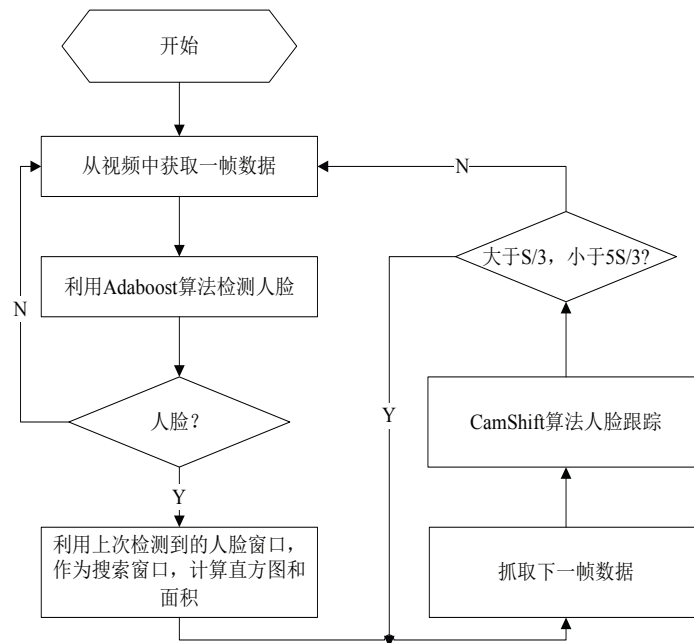 开始
从视频中获取一帧数据
利用Adaboost算法检测人脸
N
人脸？
Y
利用上次检测到的人脸窗口，
作为搜索窗口，计算直方图和
面积
N
大于S/3，小于5S/3?
Y
CamShift算法人脸跟踪
抓取下一帧数据